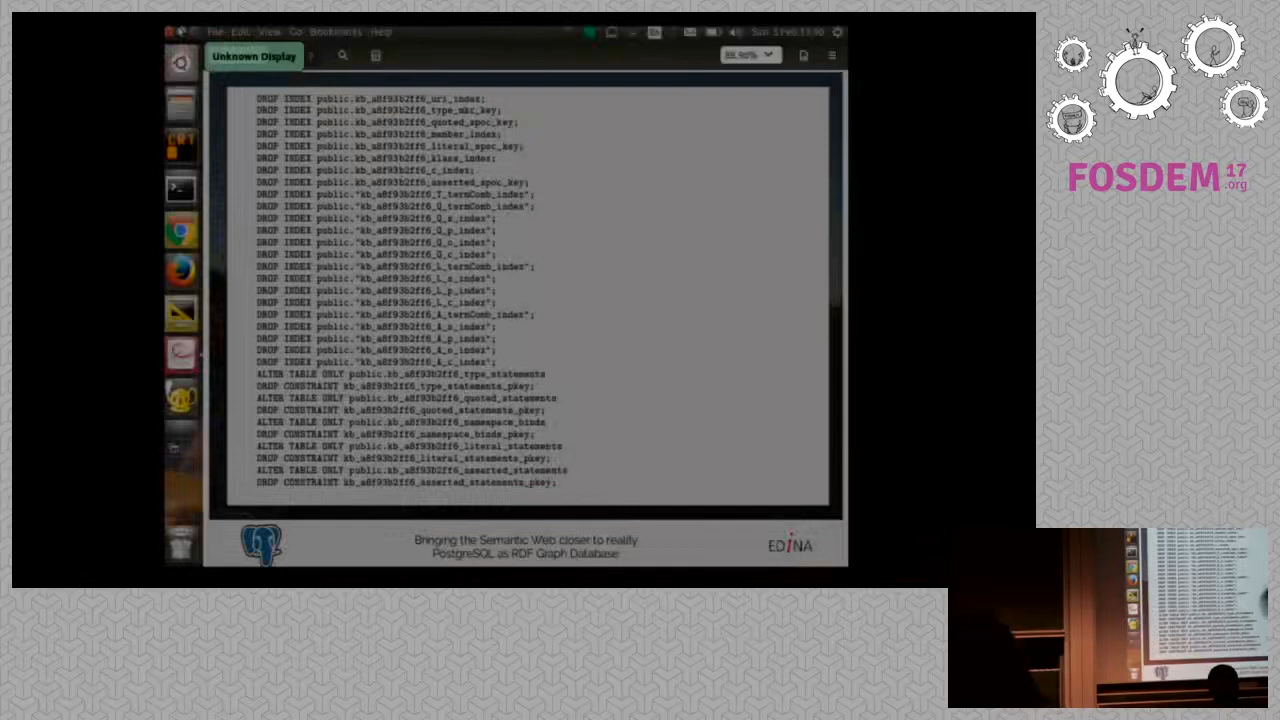 File Edit View Go Bookmarks Help
Unknown Display
90%
DROP INDEX public.kb_a8f93b2ff6_uri_index;
DROP INDEX public.kb_a8f93b2ff6_type_mkc_key;
DROP INDEX public.kb_a8f93b2ff6_quoted_spoc_key;
DROP INDEX public.kb_a8f93b2ff6_member_index;
DROP INDEX public.kb_a8f93b2ff6_literal_spoc_key;
DROP INDEX public.kb_a8f93b2ff6_klass_index;
DROP INDEX public.kb_a8f93b2ff6_c_index;
DROP INDEX public.kb_a8f93b2ff6_asserted_spoc_key;
DROP INDEX public."kb_a8f93b2ff6_T_termComb_index";
DROP INDEX public."kb_a8f93b2ff6_Q_termComb_index";
DROP INDEX public."kb_a8f93b2ff6_Q_s_index";
DROP INDEX public."kb_a8f93b2ff6_Q_p_index";
DROP INDEX public."kb_a8f93b2ff6_Q_o_index";
DROP INDEX public."kb_a8f93b2ff6_Q_c_index";
DROP INDEX public."kb_a8f93b2ff6_L_termComb_index";
DROP INDEX public."kb_a8f93b2ff6_L_s_index";
DROP INDEX public."kb_a8f93b2ff6_L_p_index";
DROP INDEX public."kb_a8f93b2ff6_L_c_index";
DROP INDEX public."kb_a8f93b2ff6_A_termComb_index";
DROP INDEX public."kb_a8f93b2ff6_A_s_index";
DROP INDEX public."kb_a8f93b2ff6_A_p_index";
DROP INDEX public."kb_a8f93b2ff6_A_o_index";
DROP INDEX public."kb_a8f93b2ff6_A_c_index";
ALTER TABLE ONLY public.kb_a8f93b2ff6_type_statements
DROP CONSTRAINT kb_a8f93b2ff6_type_statements_pkey;
ALTER TABLE ONLY public.kb_a8f93b2ff6_quoted_statements
DROP CONSTRAINT kb_a8f93b2ff6_quoted_statements_pkey;
ALTER TABLE ONLY public.kb_a8f93b2ff6_namespace_binds
DROP CONSTRAINT kb_a8f93b2ff6_namespace_binds_pkey;
ALTER TABLE ONLY public.kb_a8f93b2ff6_literal_statements
DROP CONSTRAINT kb_a8f93b2ff6_literal_statements_pkey;
ALTER TABLE ONLY public.kb_a8f93b2ff6_asserted_statements
DROP CONSTRAINT kb_a8f93b2ff6_asserted_statements_pkey;
Bringing the Semantic Web closer to reality
PostgreSQL as RDF Graph Database
EDINA
FOSDEM 17
.org